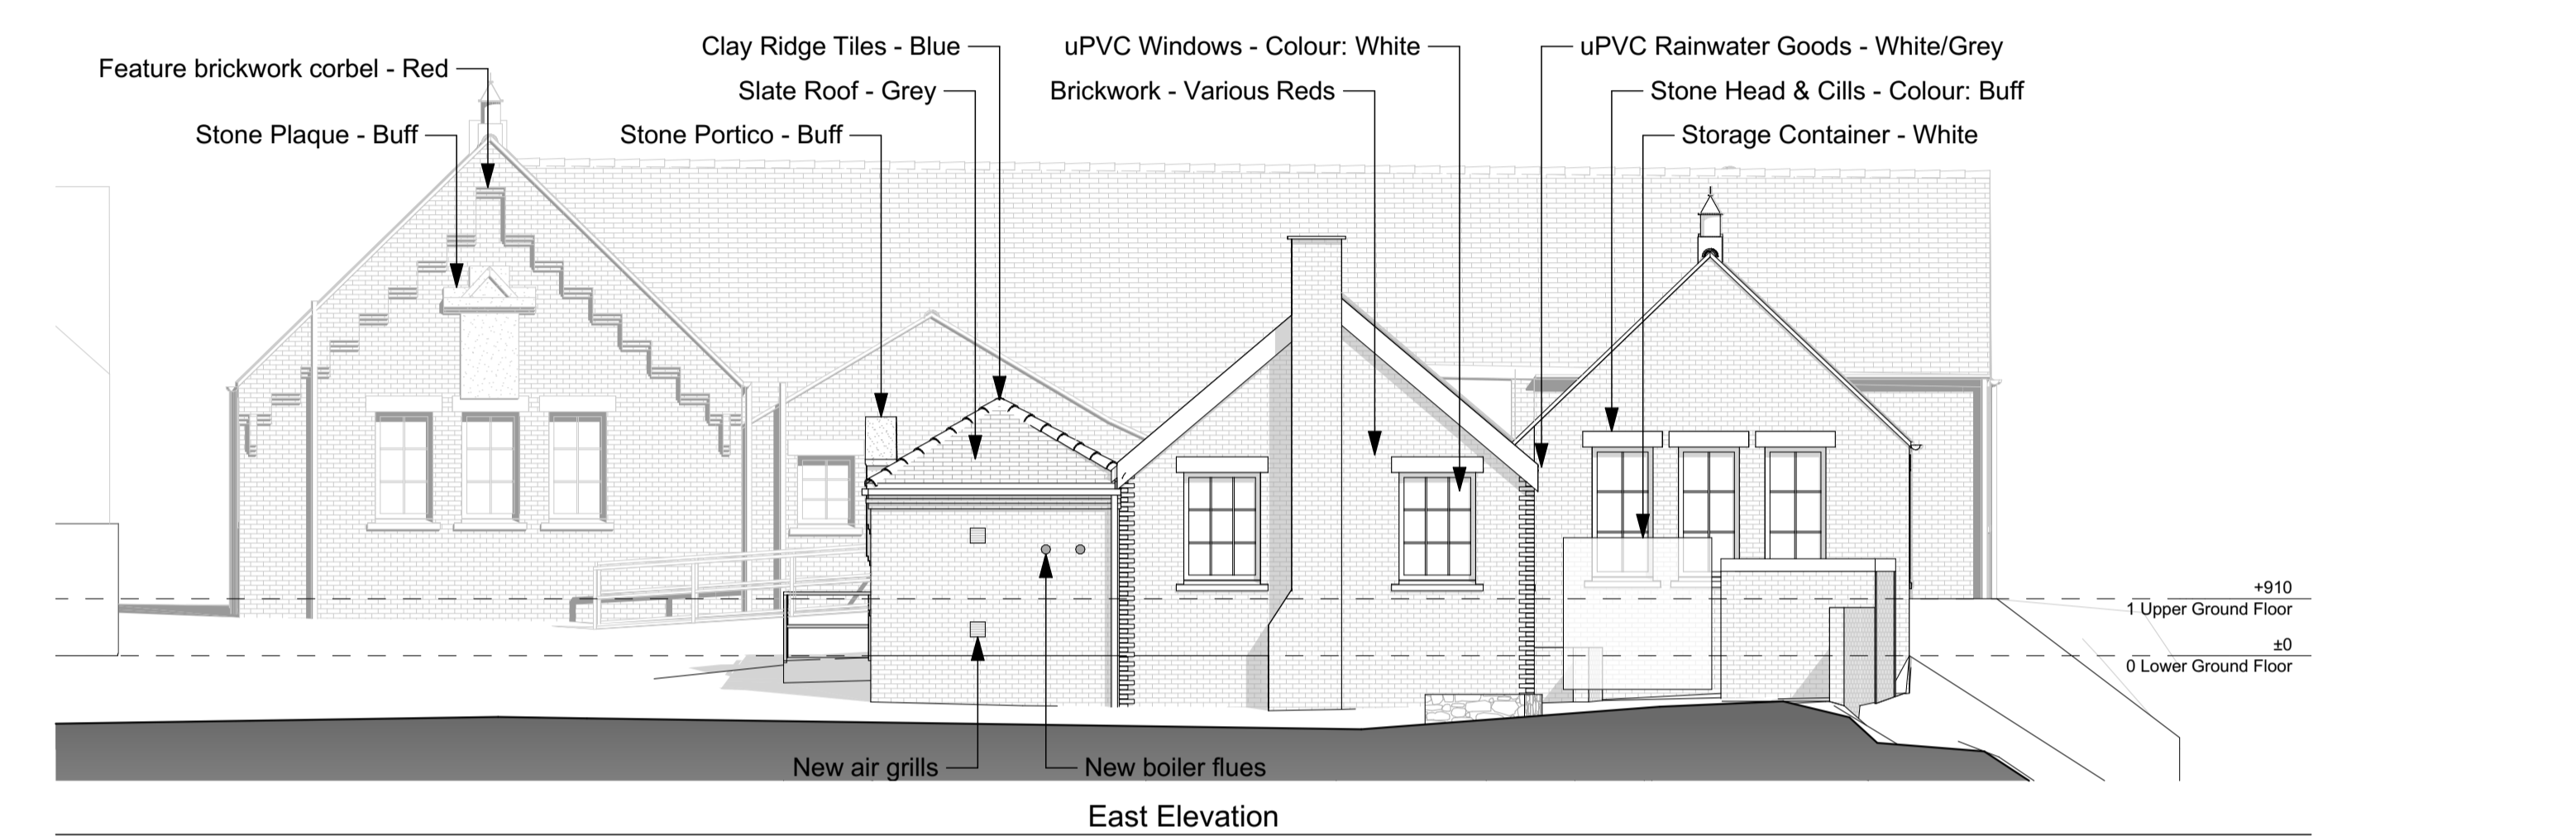 Clay Ridge Tiles - Blue
uPVC Windows - Colour: White
uPVC Rainwater Goods - White/Grey
Feature brickwork corbel - Red
Slate Roof - Grey
Brickwork - Various Reds
Stone Head & Cills - Colour: Buff
Stone Plaque - Buff
Stone Portico - Buff
Storage Container - White
+910
1 Upper Ground Floor
±0
0 Lower Ground Floor
New air grills
New boiler flues
East Elevation